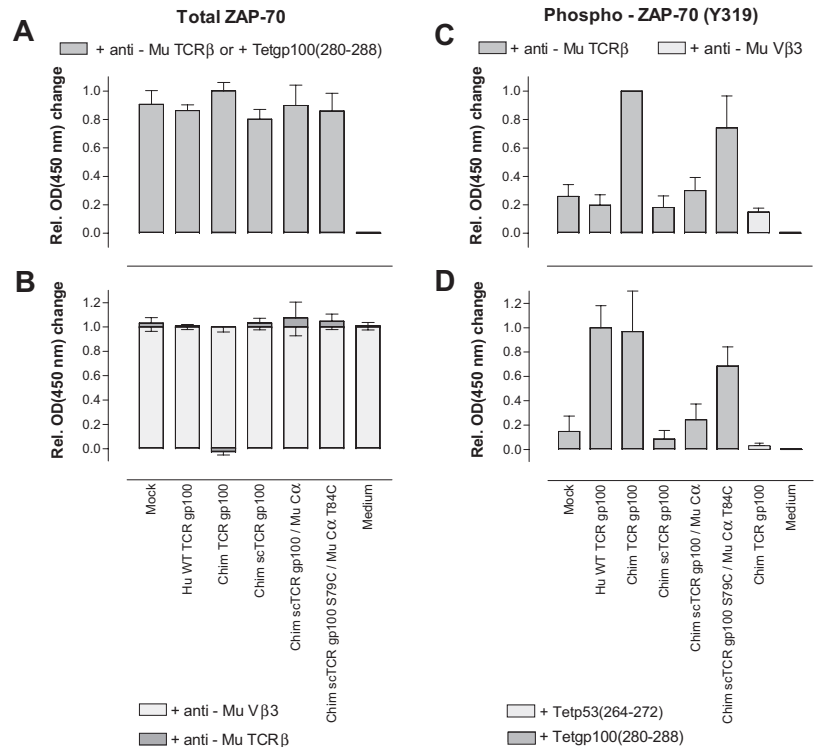 Total ZAP-70
Phospho - ZAP-70 (Y319)
A
+ anti - Mu TCRβ or + Tetgp100(280-288)
Rel. OD(450 nm) change
1.0
0.8
0.6
0.4
0.2
0.0
C
+ anti - Mu TCRβ
+ anti - Mu Vβ3
Rel. OD(450 nm) change
1.0
0.8
0.6
0.4
0.2
0.0
B
Rel. OD(450 nm) change
1.2
1.0
0.8
0.6
0.4
0.2
0.0
D
Rel. OD(450 nm) change
1.2
1.0
0.8
0.6
0.4
0.2
0.0
Mock
Hu WT TCR gp100
Chim TCR gp100
Chim scTCR gp100
Chim scTCR gp100 / Mu Cα
Chim scTCR gp100 S79C / Mu Cα T84C
Medium
Mock
Hu WT TCR gp100
Chim TCR gp100
Chim scTCR gp100
Chim scTCR gp100 / Mu Cα
Chim scTCR gp100 S79C / Mu Cα T84C
Chim TCR gp100
Medium
+ anti - Mu Vβ3
+ anti - Mu TCRβ
+ Tetp53(264-272)
+ Tetgp100(280-288)